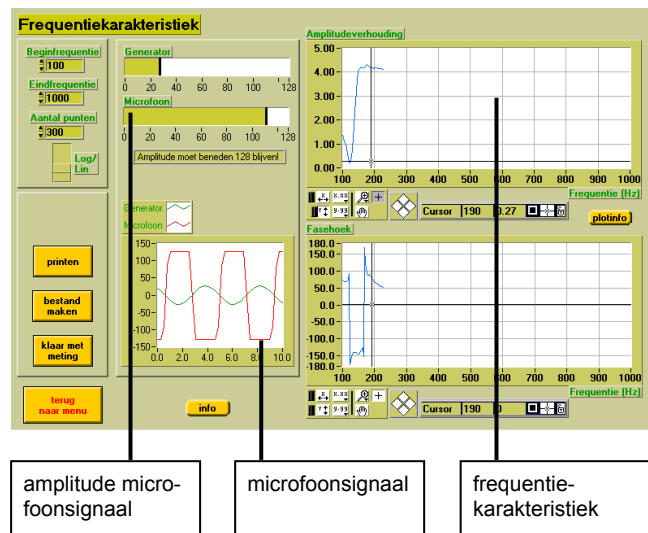 Frequentiekarakteristiek
Beginfrequentie
100
Eindfrequentie
1000
Aantal punten
300
Log/
Lin
Generator
0 20 40 60 80 100 128
Microfoon
0 20 40 60 80 100 128
Amplitude moet beneden 128 blijven!
Generator
Microfoon
150
100
50
0
-50
-100
-150
0.0 2.0 4.0 6.0 8.0 10.0
printen
bestand
maken
klaar met
meting
terug
naar menu
info
Amplitudeverhouding
5.00
4.00
3.00
2.00
1.00
0.00
100 200 300 400 500 600 700 800 900 1000
Frequentie (Hz)
Cursor 190 0.27
plotinfo
Fasehoek
180.0
150.0
100.0
50.0
0.0
-50.0
-100.0
-150.0
-180.0
100 200 300 400 500 600 700 800 900 1000
Frequentie (Hz)
Cursor 190 0
amplitude micro-
foonsignaal
microfoonsignaal
frequentie-
karakteristiek